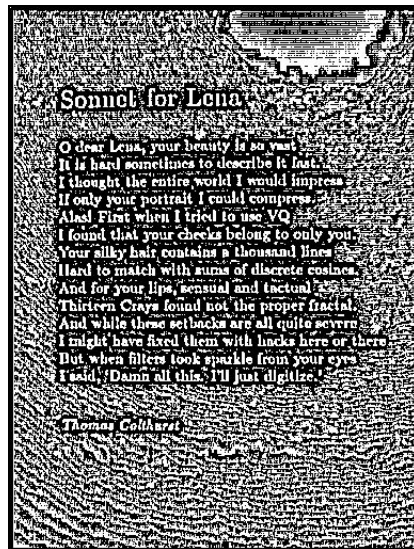 Sonnet for Lena
O dear Lena, your beauty is so vast
It is hard sometimes to describe it fast.
I thought the entire world I would impress
If only your portrait I could compress.
Alas! First when I tried to use VQ
I found that your cheeks belong to only you.
Your silky hair contains a thousand lines
Hard to match with sums of discrete cosines.
And for your lips, sensual and tactual
Thirteen Crays found not the proper fractal.
And while these setbacks are all quite severe
I might have fixed them with hacks here or there
But when filters took sparkle from your eyes
I said, 'Damn all this. I'll just digitize.'
Thomas Colthurst